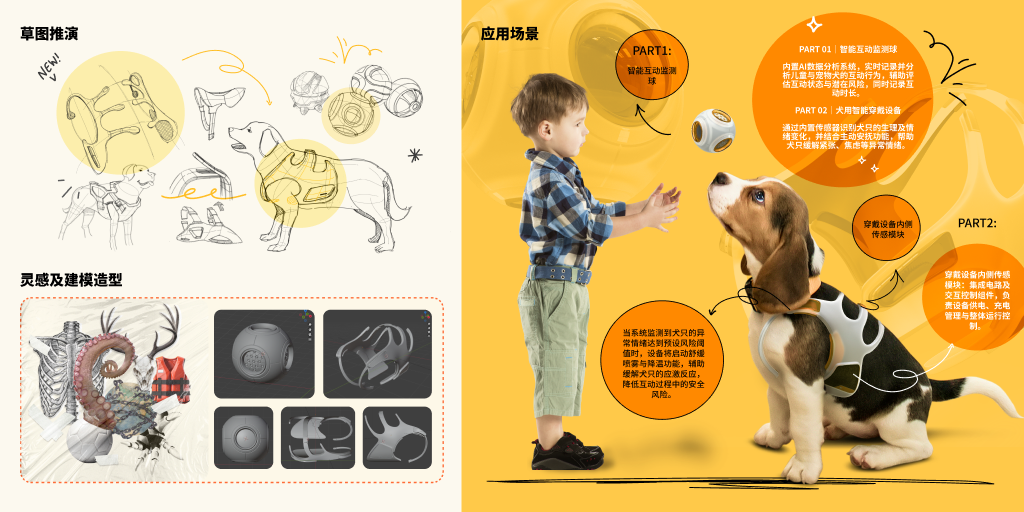 草图推演
NEW!
灵感及建模造型
应用场景
PART1:
智能互动监测
球
PART 01｜智能互动监测球
内置AI数据分析系统，实时记录并分
析儿童与宠物犬的互动行为，辅助评
估互动状态与潜在风险，同时记录互
动时长。
PART 02｜犬用智能穿戴设备
通过内置传感器识别犬只的生理及情
绪变化，并结合主动安抚功能，帮助
犬只缓解紧张、焦虑等异常情绪。
穿戴设备内侧
传感模块
PART2:
穿戴设备内侧传感
模块：集成电路及
交互控制组件，负
责设备供电、充电
管理与整体运行控
制。
当系统监测到犬只的异
常情绪达到预设风险阈
值时，设备将启动舒缓
喷雾与降温功能，辅助
缓解犬只的应激反应，
降低互动过程中的安全
风险。